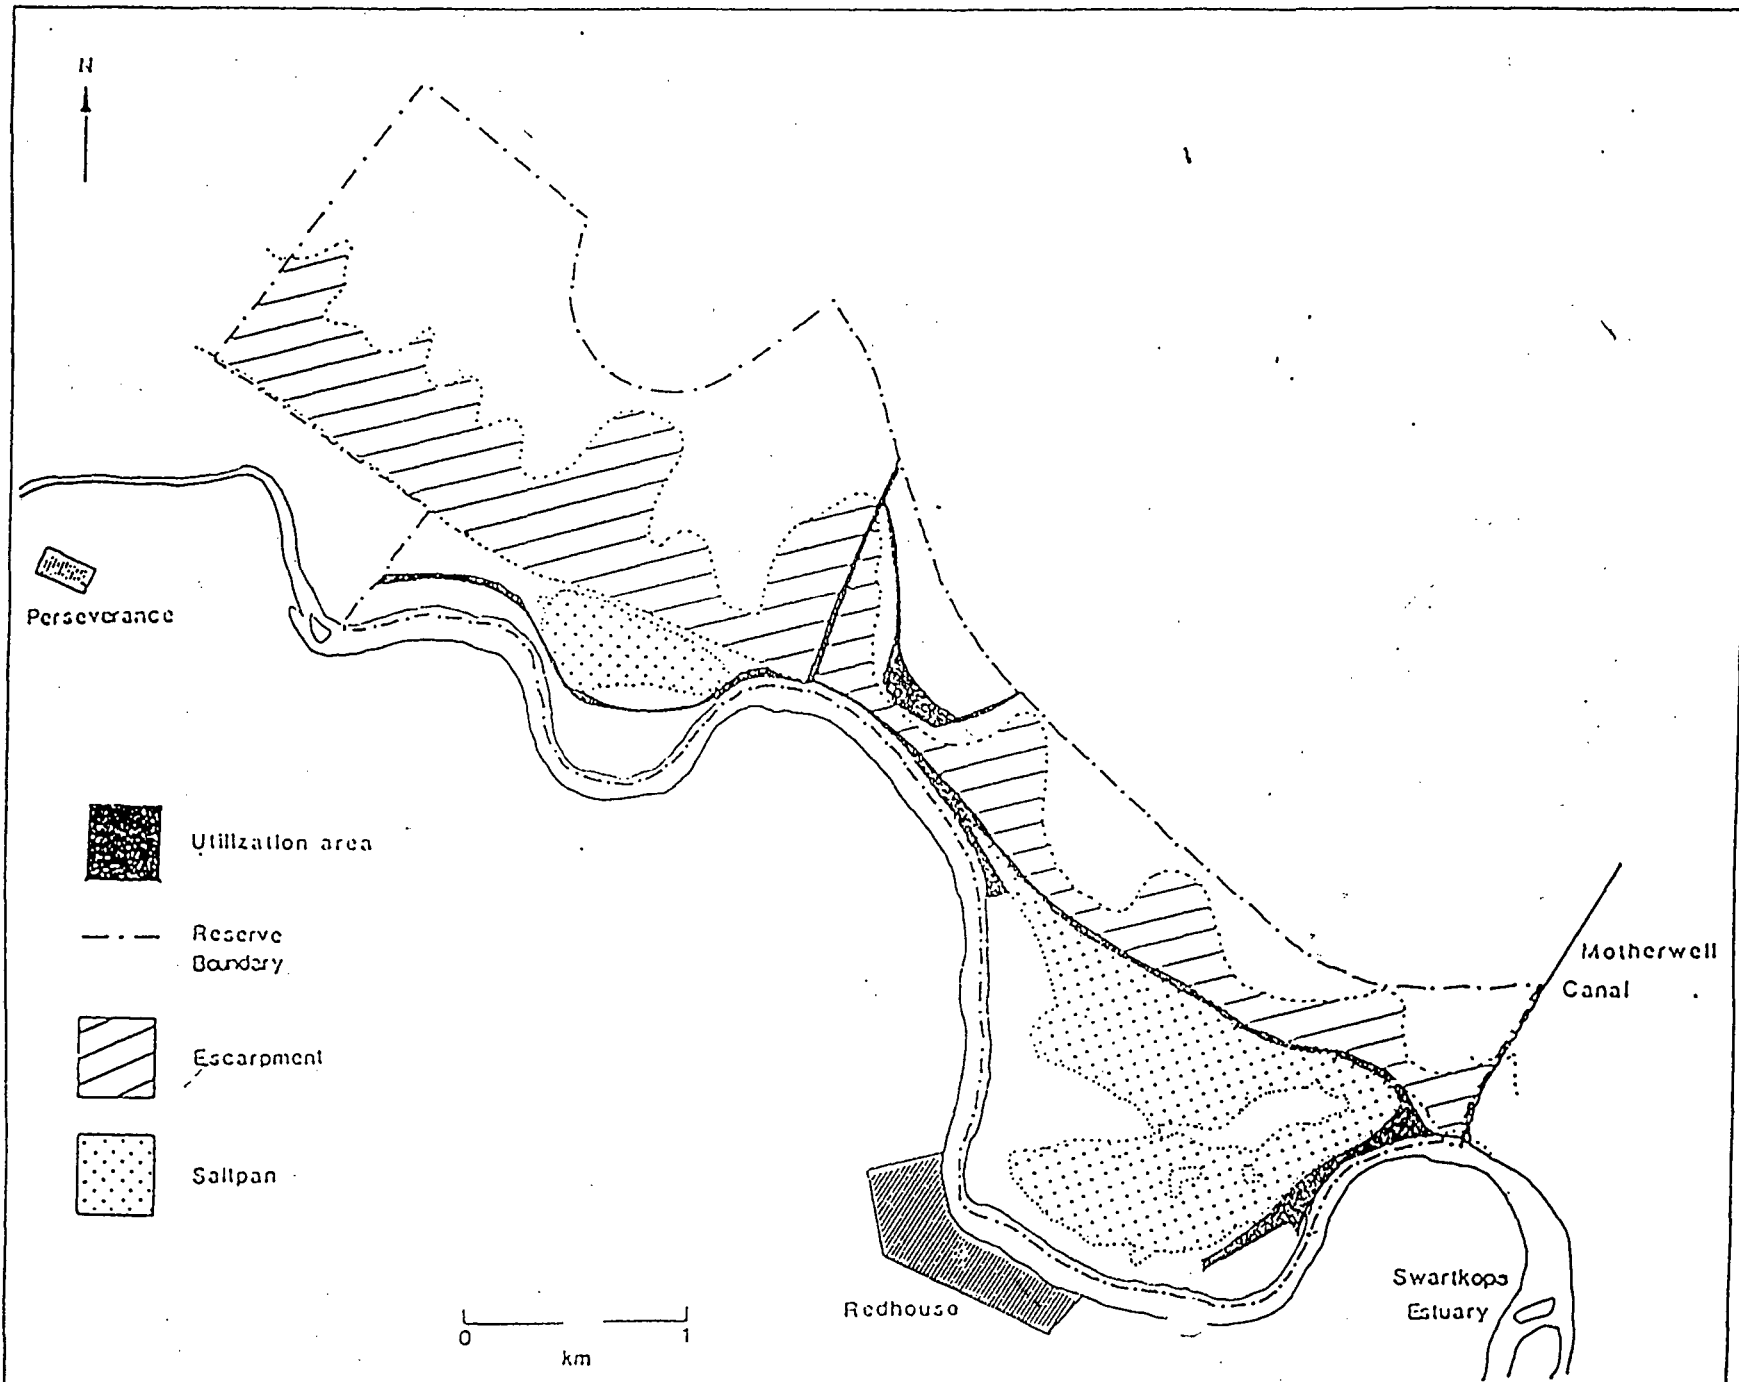 N
Perseverance
Utilization area
Reserve
Boundary
Escarpment
Saltpan
0 1
km
Redhouse
Motherwell
Canal
Swartkops
Estuary